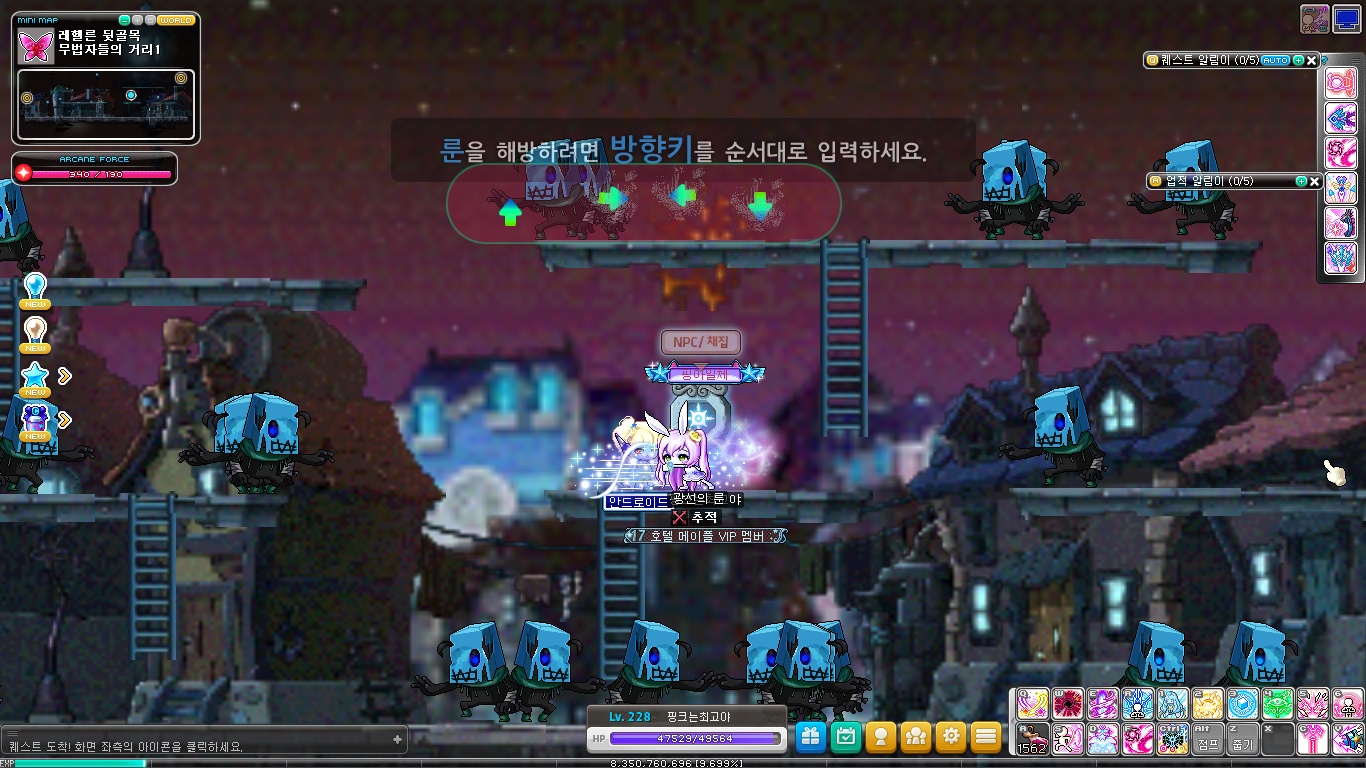 MINI MAP
WORLD
레헬른 뒷골목
무법자들의 거리1
ARCANE FORCE
340 / 190
퀘스트 알림이 (0/5)
AUTO
룬을 해방하려면 방향키를 순서대로 입력하세요.
업적 알림이 (0/5)
NEW
NEW
NEW
NEW
NPC/채집
안드로이드
광선의 룬 야
추적
17 호텔 메이플 VIP 멤버
Lv. 228 핑크는최고야
HP 47529/49564
퀘스트 도착! 화면 좌측의 아이콘을 클릭하세요.
1562
Alt
점프
줍기
EXP
8,350,760,696 [9.699%]